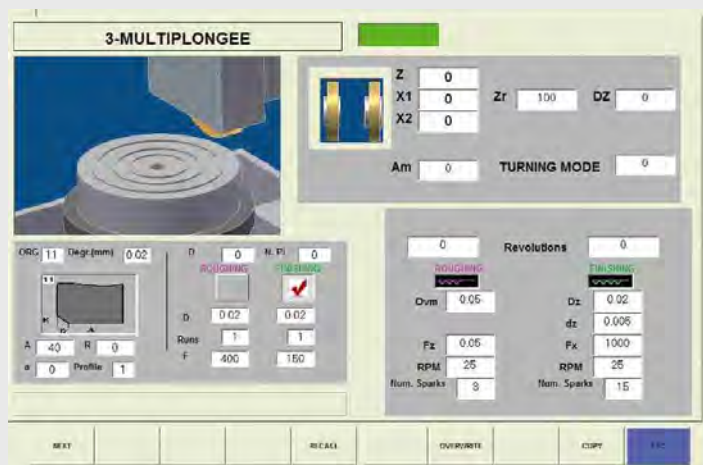 3-MULTIPLONGEE
Z 0
X1 0 Zr 100 DZ 0
X2 0
Am 0 TURNING MODE 0
ORG 11 Degr.(mm) 0.02 D 0 N. Pi 0
ROUGHING FINISHING
11
R
A
D 0.02 0.02
Runs 1 1
F 400 150
A 40 R 0
a 0 Profile 1
0 Revolutions 0
ROUGHING FINISHING
Ovm 0.05 Dz 0.02
dz 0.005
Fz 0.05 Fx 1000
RPM 25 RPM 25
Num. Sparks 3 Num. Sparks 15
NEXT RECALL OVERWRITE COPY ESC